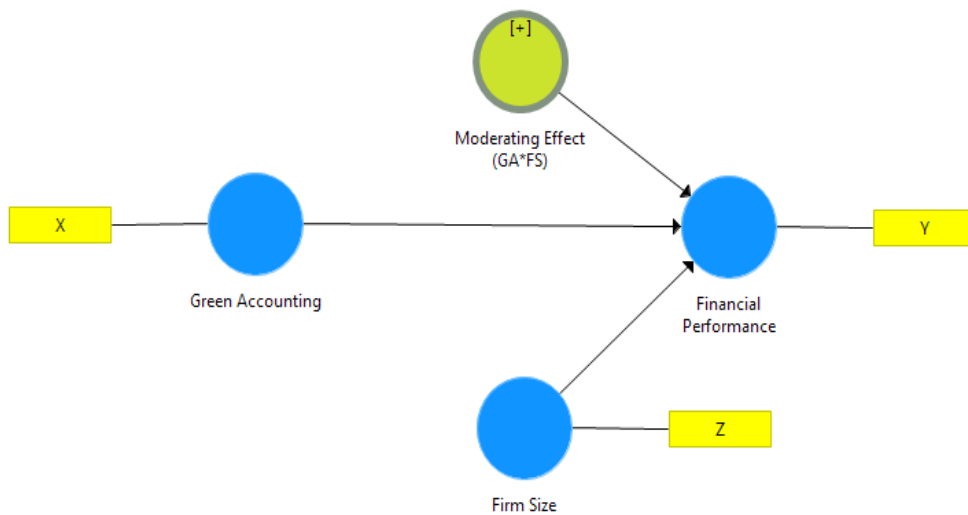 [+]
Moderating Effect
(GA*FS)
X
Y
Green Accounting
Financial
Performance
Z
Firm Size